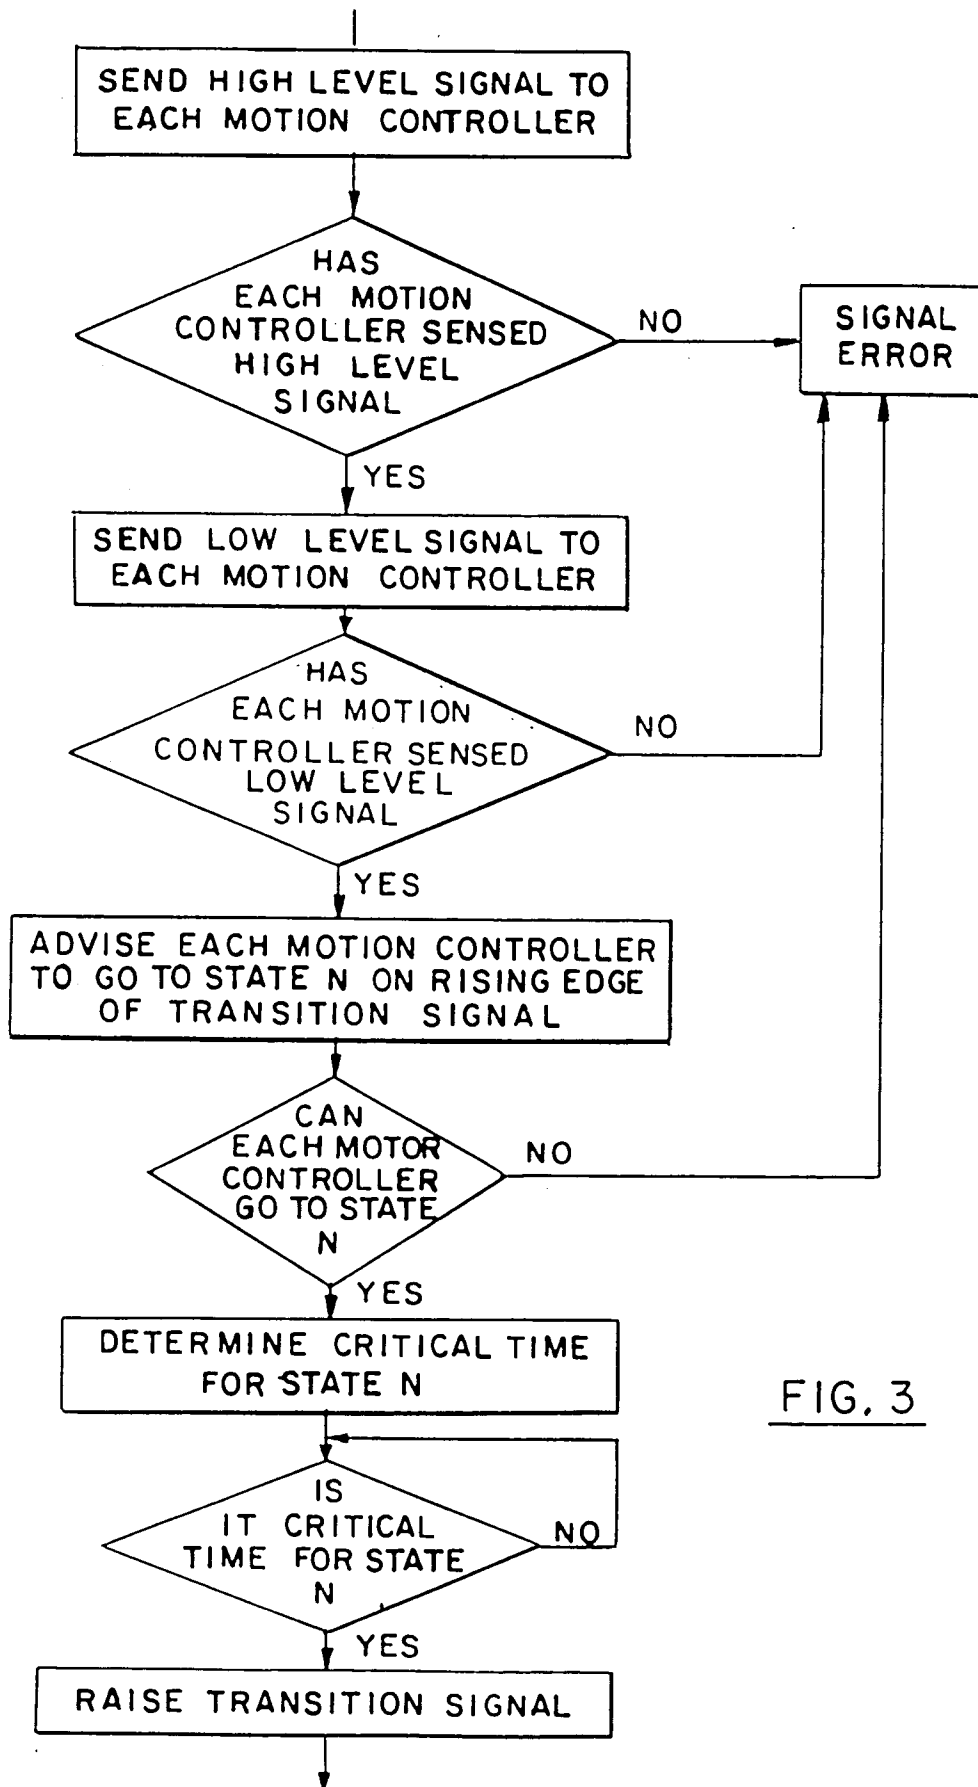 SEND HIGH LEVEL SIGNAL TO
EACH MOTION CONTROLLER
HAS
EACH MOTION
CONTROLLER SENSED
HIGH LEVEL
SIGNAL
NO
SIGNAL
ERROR
YES
SEND LOW LEVEL SIGNAL TO
EACH MOTION CONTROLLER
HAS
EACH MOTION
CONTROLLER SENSED
LOW LEVEL
SIGNAL
NO
YES
ADVISE EACH MOTION CONTROLLER
TO GO TO STATE N ON RISING EDGE
OF TRANSITION SIGNAL
CAN
EACH MOTOR
CONTROLLER
GO TO STATE
N
NO
YES
DETERMINE CRITICAL TIME
FOR STATE N
FIG. 3
IS
IT CRITICAL
TIME FOR STATE
N
NO
YES
RAISE TRANSITION SIGNAL